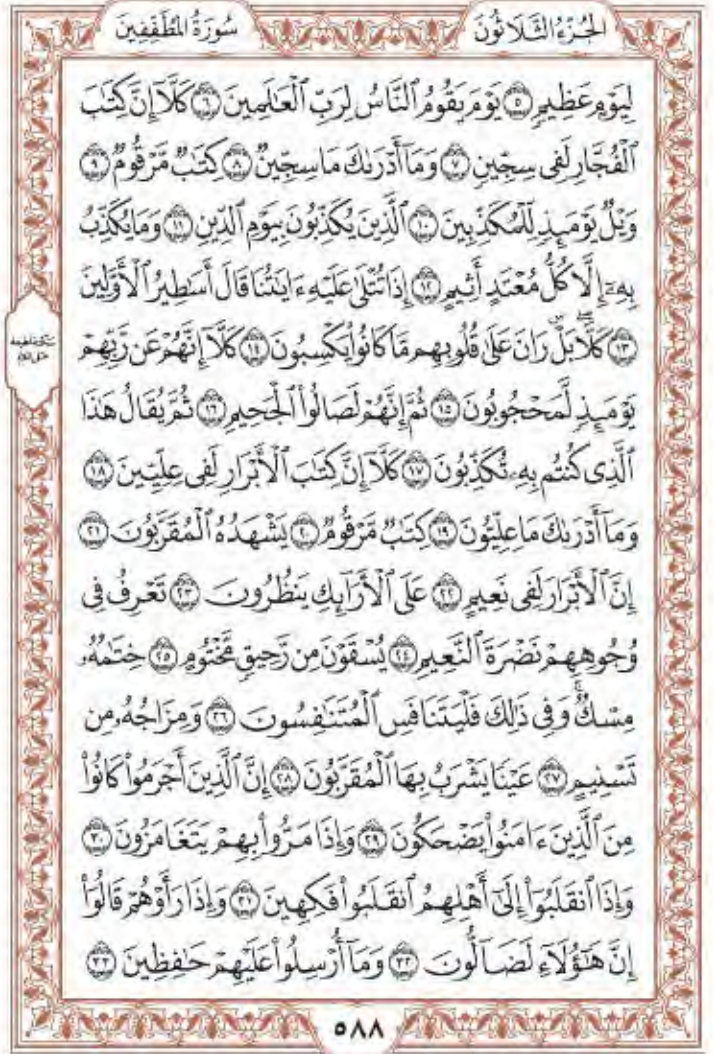 سُورَةُ المُطَفِّفِينَ
الجُزْءُ الثَّلَاثُونَ
لِيَوْمٍ عَظِيمٍ ٥ يَوْمَ يَقُومُ ٱلنَّاسُ لِرَبِّ ٱلْعَٰلَمِينَ ٦ كَلَّآ إِنَّ كِتَٰبَ
ٱلْفُجَّارِ لَفِى سِجِّينٍ ٧ وَمَآ أَدْرَىٰكَ مَا سِجِّينٌ ٨ كِتَٰبٌ مَّرْقُومٌ ٩
وَيْلٌ يَوْمَئِذٍ لِّلْمُكَذِّبِينَ ١٠ ٱلَّذِينَ يُكَذِّبُونَ بِيَوْمِ ٱلدِّينِ ١١ وَمَا يُكَذِّبُ
بِهِۦٓ إِلَّا كُلُّ مُعْتَدٍ أَثِيمٍ ١٢ إِذَا تُتْلَىٰ عَلَيْهِ ءَايَٰتُنَا قَالَ أَسَٰطِيرُ ٱلْأَوَّلِينَ
١٣ كَلَّا ۖ بَلْ ۜ رَانَ عَلَىٰ قُلُوبِهِم مَّا كَانُوا۟ يَكْسِبُونَ ١٤ كَلَّآ إِنَّهُمْ عَن رَّبِّهِمْ
يَوْمَئِذٍ لَّمَحْجُوبُونَ ١٥ ثُمَّ إِنَّهُمْ لَصَالُوا۟ ٱلْجَحِيمِ ١٦ ثُمَّ يُقَالُ هَٰذَا
ٱلَّذِى كُنتُم بِهِۦ تُكَذِّبُونَ ١٧ كَلَّآ إِنَّ كِتَٰبَ ٱلْأَبْرَارِ لَفِى عِلِّيِّينَ ١٨
وَمَآ أَدْرَىٰكَ مَا عِلِّيُّونَ ١٩ كِتَٰبٌ مَّرْقُومٌ ٢٠ يَشْهَدُهُ ٱلْمُقَرَّبُونَ ٢١
إِنَّ ٱلْأَبْرَارَ لَفِى نَعِيمٍ ٢٢ عَلَى ٱلْأَرَآئِكِ يَنظُرُونَ ٢٣ تَعْرِفُ فِى
وُجُوهِهِمْ نَضْرَةَ ٱلنَّعِيمِ ٢٤ يُسْقَوْنَ مِن رَّحِيقٍ مَّخْتُومٍ ٢٥ خِتَٰمُهُۥ
مِسْكٌ ۚ وَفِى ذَٰلِكَ فَلْيَتَنَافَسِ ٱلْمُتَنَٰفِسُونَ ٢٦ وَمِزَاجُهُۥ مِن
تَسْنِيمٍ ٢٧ عَيْنًا يَشْرَبُ بِهَا ٱلْمُقَرَّبُونَ ٢٨ إِنَّ ٱلَّذِينَ أَجْرَمُوا۟ كَانُوا۟
مِنَ ٱلَّذِينَ ءَامَنُوا۟ يَضْحَكُونَ ٢٩ وَإِذَا مَرُّوا۟ بِهِمْ يَتَغَامَزُونَ ٣٠
وَإِذَا ٱنقَلَبُوٓا۟ إِلَىٰٓ أَهْلِهِمُ ٱنقَلَبُوا۟ فَكِهِينَ ٣١ وَإِذَا رَأَوْهُمْ قَالُوٓا۟
إِنَّ هَٰٓؤُلَآءِ لَضَآلُّونَ ٣٢ وَمَآ أُرْسِلُوا۟ عَلَيْهِمْ حَٰفِظِينَ ٣٣
٥٨٨